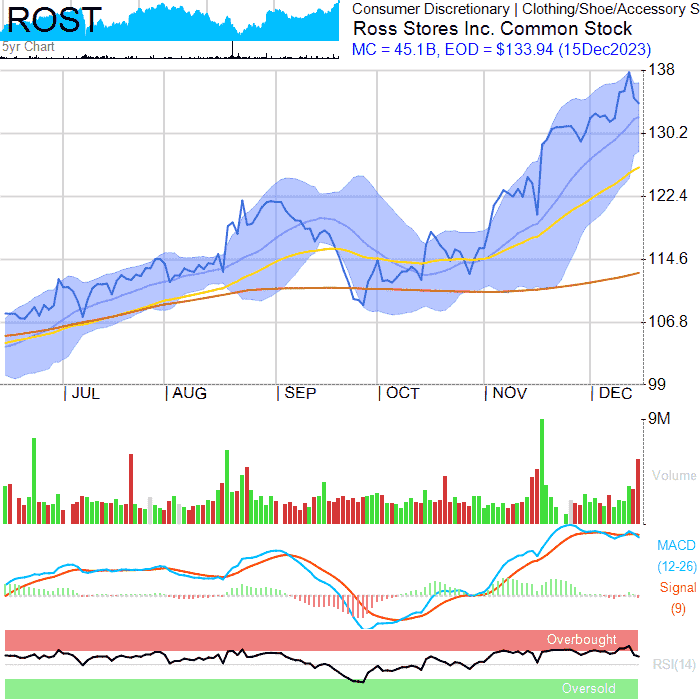 ROST
5yr Chart
Consumer Discretionary | Clothing/Shoe/Accessory S
Ross Stores Inc. Common Stock
MC = 45.1B, EOD = $133.94 (15Dec2023)
138
130.2
122.4
114.6
106.8
99
| JUL | AUG | SEP | OCT | NOV | DEC
9M
Volume
MACD
(12-26)
Signal
(9)
Overbought
RSI(14)
Oversold